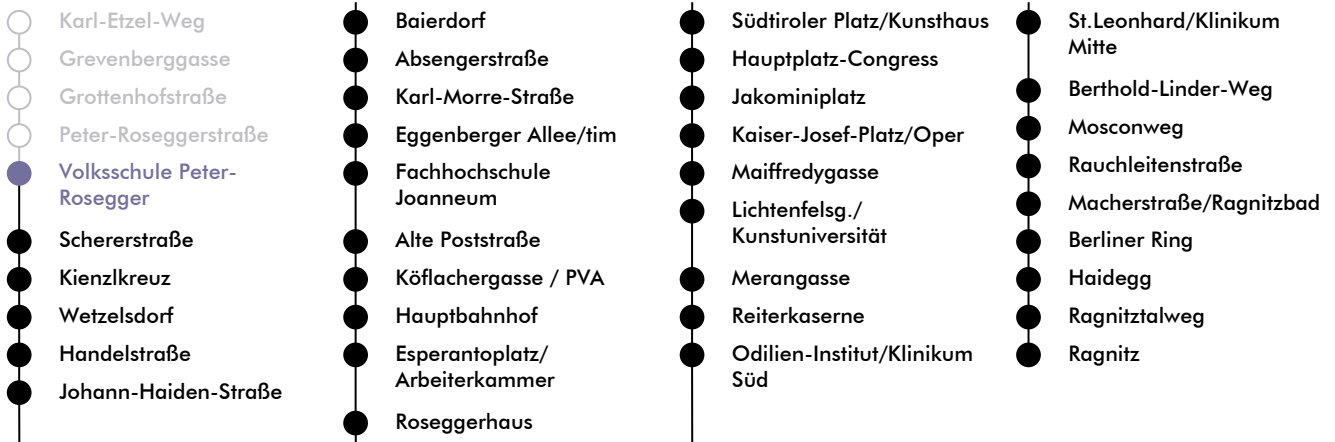 Karl-Etzel-Weg
Grevenberggasse
Grottenhofstraße
Peter-Roseggerstraße
Volksschule Peter-
Rosegger
Schererstraße
Kienzlkreuz
Wetzelsdorf
Handelstraße
Johann-Haiden-Straße
Baierdorf
Absengerstraße
Karl-Morre-Straße
Eggenberger Allee/tim
Fachhochschule
Joanneum
Alte Poststraße
Köflachergasse / PVA
Hauptbahnhof
Esperantoplatz/
Arbeiterkammer
Roseggerhaus
Südtiroler Platz/Kunsthaus
Hauptplatz-Congress
Jakominiplatz
Kaiser-Josef-Platz/Oper
Maiffredygasse
Lichtenfelsg./
Kunstuniversität
Merangasse
Reiterkaserne
Odilien-Institut/Klinikum
Süd
St.Leonhard/Klinikum
Mitte
Berthold-Linder-Weg
Mosconweg
Rauchleitenstraße
Macherstraße/Ragnitzbad
Berliner Ring
Haidegg
Ragnitztalweg
Ragnitz